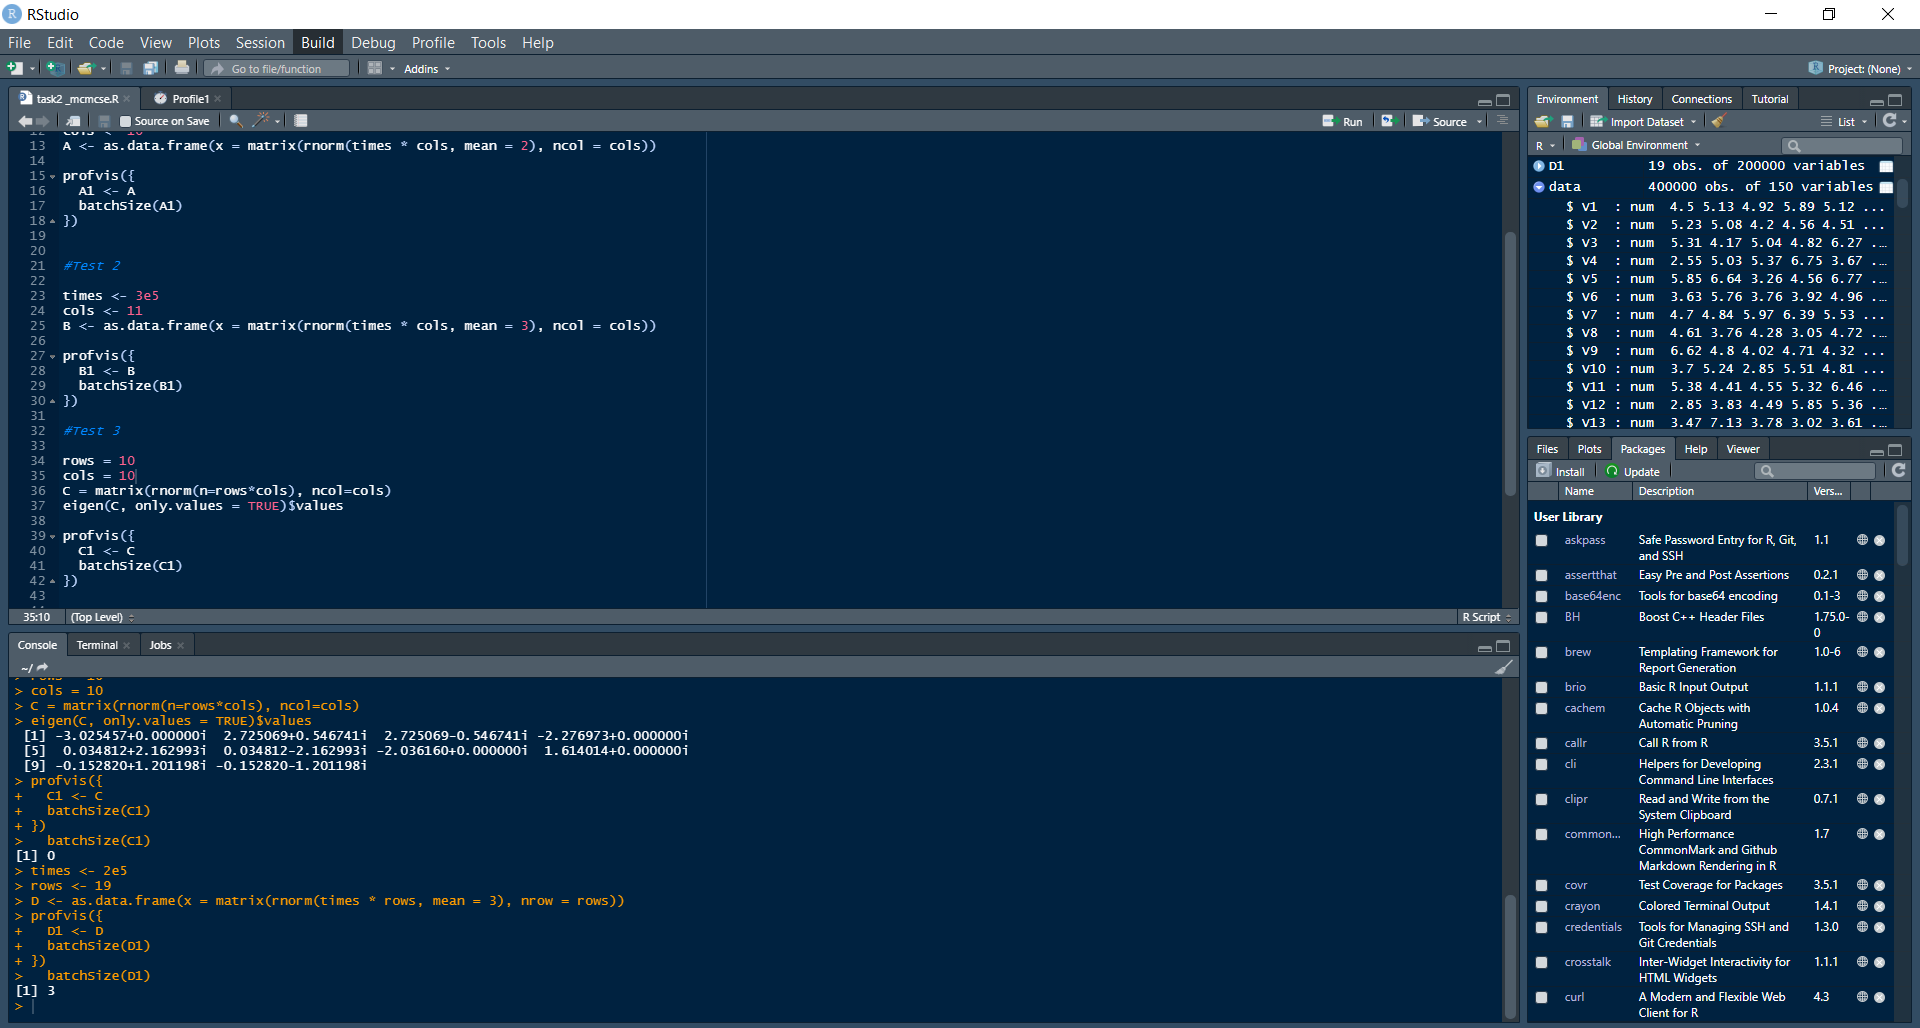 RStudio
File Edit Code View Plots Session Build Debug Profile Tools Help
Go to file/function Addins Project: (None)
task2_mcmcse.R Profile1
Source on Save Run Source
12 cols <- 10
13 A <- as.data.frame(x = matrix(rnorm(times * cols, mean = 2), ncol = cols))
14
15 profvis({
16 A1 <- A
17 batchSize(A1)
18 })
19
20
21 #Test 2
22
23 times <- 3e5
24 cols <- 11
25 B <- as.data.frame(x = matrix(rnorm(times * cols, mean = 3), ncol = cols))
26
27 profvis({
28 B1 <- B
29 batchSize(B1)
30 })
31
32 #Test 3
33
34 rows = 10
35 cols = 10
36 C = matrix(rnorm(n=rows*cols), ncol=cols)
37 eigen(C, only.values = TRUE)$values
38
39 profvis({
40 C1 <- C
41 batchSize(C1)
42 })
43
35:10 (Top Level) R Script
Console Terminal Jobs
~/
> cols = 10
> C = matrix(rnorm(n=rows*cols), ncol=cols)
> eigen(C, only.values = TRUE)$values
[1] -3.025457+0.000000i 2.725069+0.546741i 2.725069-0.546741i -2.276973+0.000000i
[5] 0.034812+2.162993i 0.034812-2.162993i -2.036160+0.000000i 1.614014+0.000000i
[9] -0.152820+1.201198i -0.152820-1.201198i
> profvis({
+ C1 <- C
+ batchSize(C1)
+ })
> batchSize(C1)
[1] 0
> times <- 2e5
> rows <- 19
> D <- as.data.frame(x = matrix(rnorm(times * rows, mean = 3), nrow = rows))
> profvis({
+ D1 <- D
+ batchSize(D1)
+ })
> batchSize(D1)
[1] 3
>
Environment History Connections Tutorial
Import Dataset List
R Global Environment
D1 19 obs. of 200000 variables
data 400000 obs. of 150 variables
$ V1 : num 4.5 5.13 4.92 5.89 5.12 ...
$ V2 : num 5.23 5.08 4.2 4.56 4.51 ...
$ V3 : num 5.31 4.17 5.04 4.82 6.27 ...
$ V4 : num 2.55 5.03 5.37 6.75 3.67 ...
$ V5 : num 5.85 6.64 3.26 4.56 6.77 ...
$ V6 : num 3.63 5.76 3.76 3.92 4.96 ...
$ V7 : num 4.7 4.84 5.97 6.39 5.53 ...
$ V8 : num 4.61 3.76 4.28 3.05 4.72 ...
$ V9 : num 6.62 4.8 4.02 4.71 4.32 ...
$ V10 : num 3.7 5.24 2.85 5.51 4.81 ...
$ V11 : num 5.38 4.41 4.55 5.32 6.46 ...
$ V12 : num 2.85 3.83 4.49 5.85 5.36 ...
$ V13 : num 3.47 7.13 3.78 3.02 3.61 ...
Files Plots Packages Help Viewer
Install Update
Name Description Vers...
User Library
askpass Safe Password Entry for R, Git, 1.1
and SSH
assertthat Easy Pre and Post Assertions 0.2.1
base64enc Tools for base64 encoding 0.1-3
BH Boost C++ Header Files 1.75.0-
0
brew Templating Framework for 1.0-6
Report Generation
brio Basic R Input Output 1.1.1
cachem Cache R Objects with 1.0.4
Automatic Pruning
callr Call R from R 3.5.1
cli Helpers for Developing 2.3.1
Command Line Interfaces
clipr Read and Write from the 0.7.1
System Clipboard
common... High Performance 1.7
CommonMark and Github
Markdown Rendering in R
covr Test Coverage for Packages 3.5.1
crayon Colored Terminal Output 1.4.1
credentials Tools for Managing SSH and 1.3.0
Git Credentials
crosstalk Inter-Widget Interactivity for 1.1.1
HTML Widgets
curl A Modern and Flexible Web 4.3
Client for R